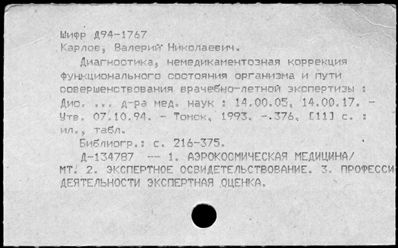 Шифр Д94-1767
Карлов, Валерий Николаевич.
Диагностика, немедикаментозная коррекция
функционального состояния организма и пути
совершенствования врачебно-летной экспертизы :
Дис. ... д-ра мед. наук : 14.00.05, 14.00.17. -
Утв. 07.10.94. - Томск, 1993. -.376, [11] с. :
ил., табл.
Библиогр.: с. 216-375.
Д-134787 -- 1. АЭРОКОСМИЧЕСКАЯ МЕДИЦИНА/
МТ. 2. ЭКСПЕРТНОЕ ОСВИДЕТЕЛЬСТВОВАНИЕ. 3. ПРОФЕССИ
ДЕЯТЕЛЬНОСТИ ЭКСПЕРТНАЯ ОЦЕНКА.